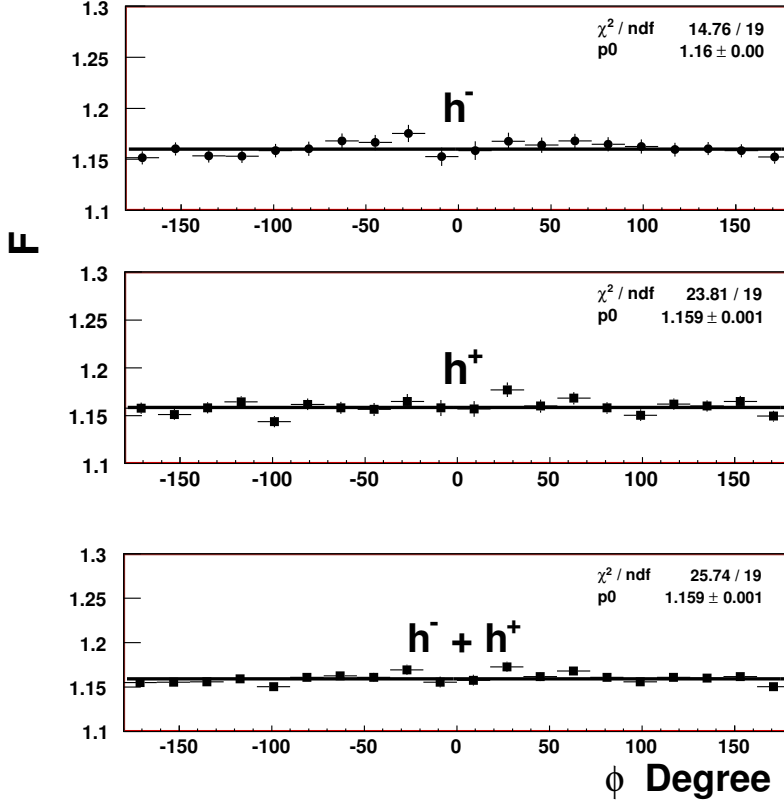 1.3
χ² / ndf 14.76 / 19
p0 1.16 ± 0.00
1.25
1.2
h⁻
1.15
1.1
-150 -100 -50 0 50 100 150
F
1.3
χ² / ndf 23.81 / 19
p0 1.159 ± 0.001
1.25
1.2
h⁺
1.15
1.1
-150 -100 -50 0 50 100 150
1.3
χ² / ndf 25.74 / 19
p0 1.159 ± 0.001
1.25
1.2
h⁻ + h⁺
1.15
1.1
-150 -100 -50 0 50 100 150
ϕ Degree